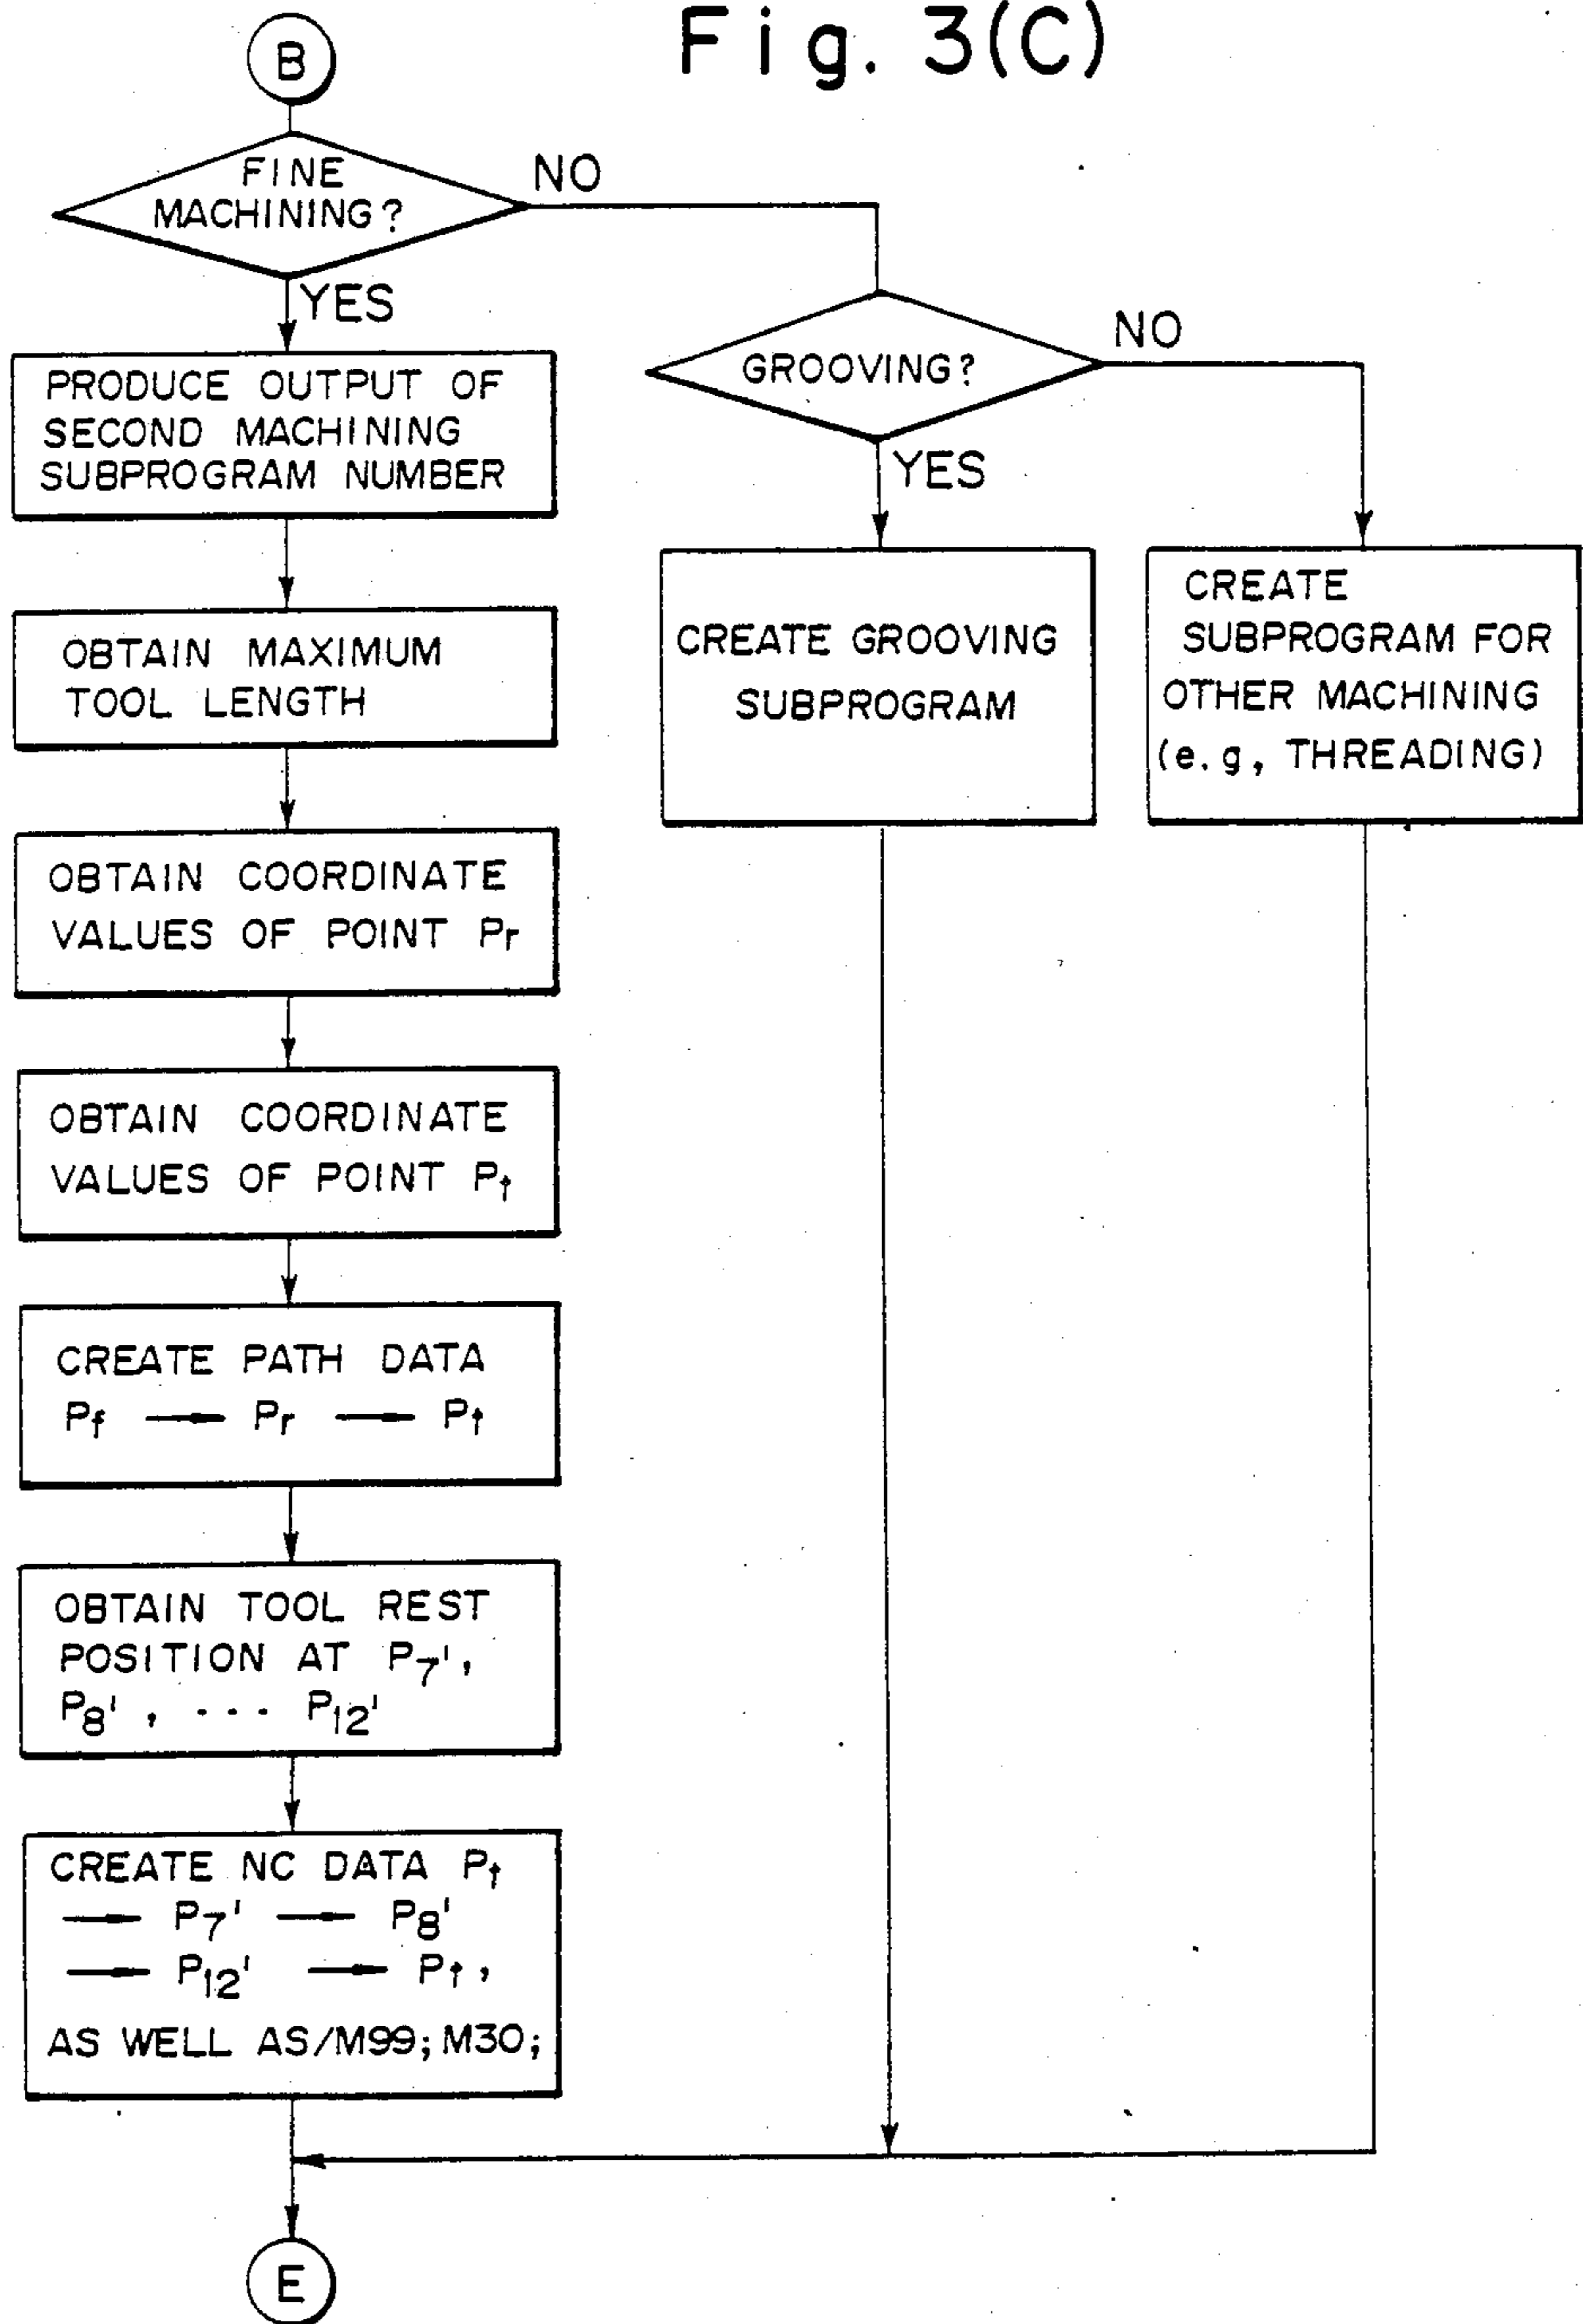 Fig. 3(C)
B
FINE
MACHINING?
NO
YES
PRODUCE OUTPUT OF
SECOND MACHINING
SUBPROGRAM NUMBER
GROOVING?
NO
YES
OBTAIN MAXIMUM
TOOL LENGTH
CREATE GROOVING
SUBPROGRAM
CREATE
SUBPROGRAM FOR
OTHER MACHINING
(e.g, THREADING)
OBTAIN COORDINATE
VALUES OF POINT Pr
OBTAIN COORDINATE
VALUES OF POINT Pt
CREATE PATH DATA
Pf → Pr → Pt
OBTAIN TOOL REST
POSITION AT P7',
P8', --- P12'
CREATE NC DATA Pt
→ P7' → P8'
→ P12' → Pt,
AS WELL AS/M99; M30;
E